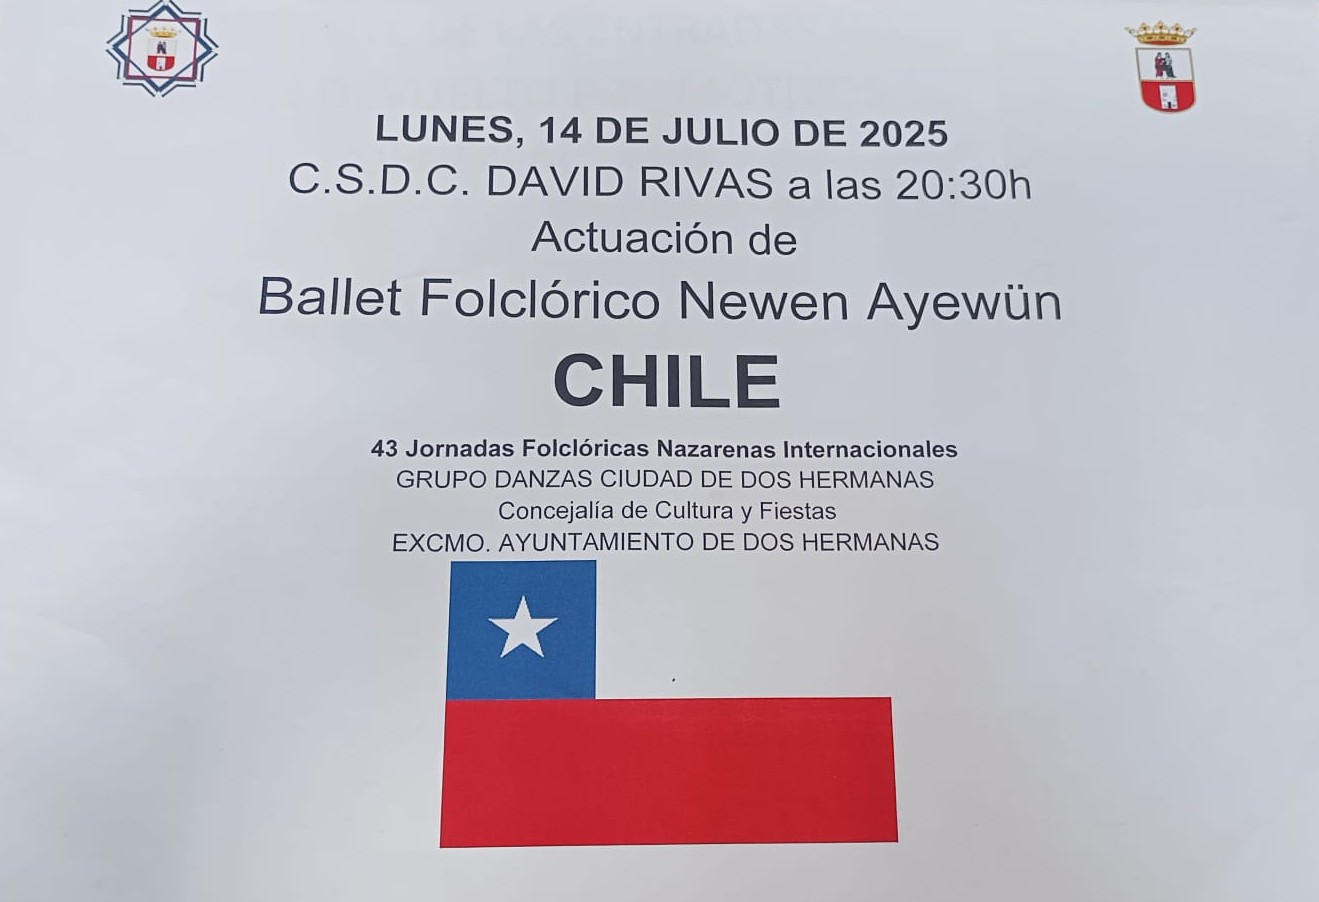 LUNES, 14 DE JULIO DE 2025
C.S.D.C. DAVID RIVAS a las 20:30h
Actuación de
Ballet Folclórico Newen Ayewün
CHILE
43 Jornadas Folclóricas Nazarenas Internacionales
GRUPO DANZAS CIUDAD DE DOS HERMANAS
Concejalía de Cultura y Fiestas
EXCMO. AYUNTAMIENTO DE DOS HERMANAS